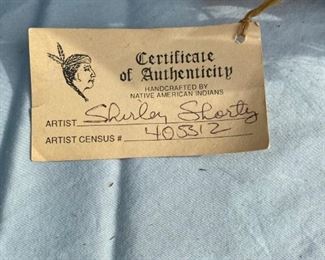 Certificate
of Authenticity
HANDCRAFTED BY
NATIVE AMERICAN INDIANS
ARTIST Shirley Shorty
ARTIST CENSUS # 405312